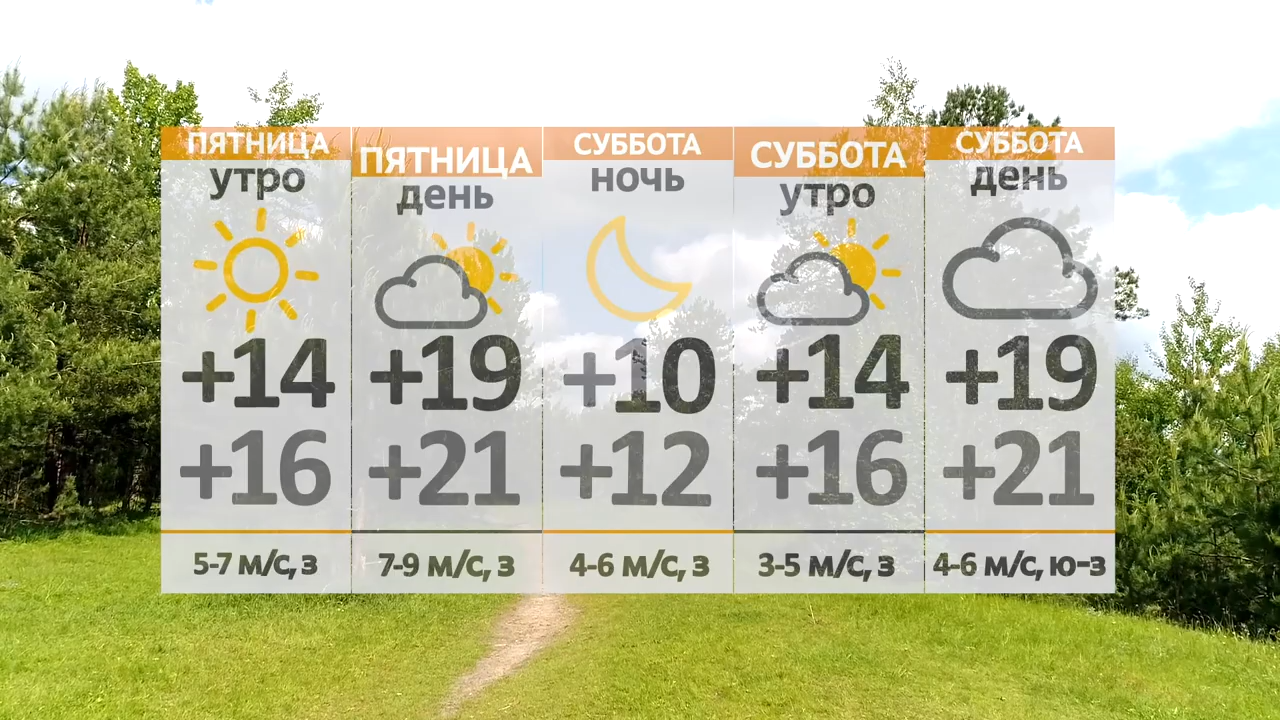 ПЯТНИЦА
утро
+14
+16
5-7 м/с, з
ПЯТНИЦА
день
+19
+21
7-9 м/с, з
СУББОТА
ночь
+10
+12
4-6 м/с, з
СУББОТА
утро
+14
+16
3-5 м/с, з
СУББОТА
день
+19
+21
4-6 м/с, ю-з